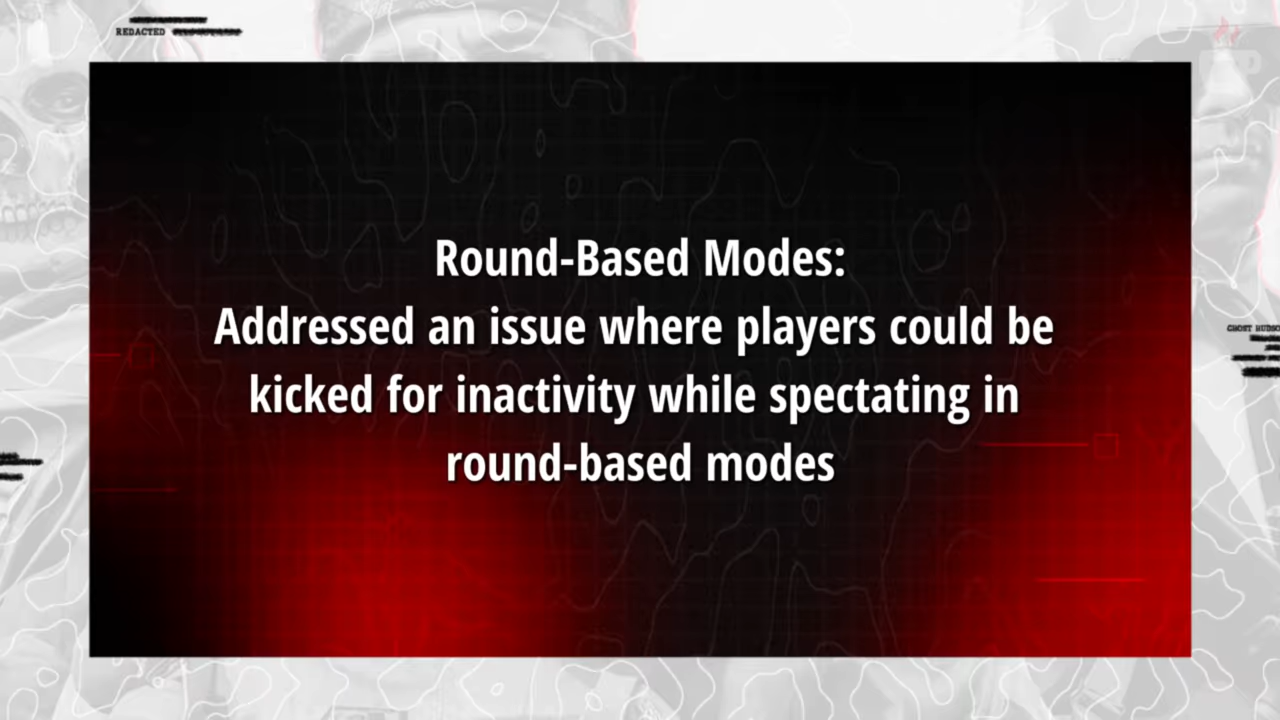 REDACTED
Round-Based Modes:
Addressed an issue where players could be
kicked for inactivity while spectating in
round-based modes
GHOST